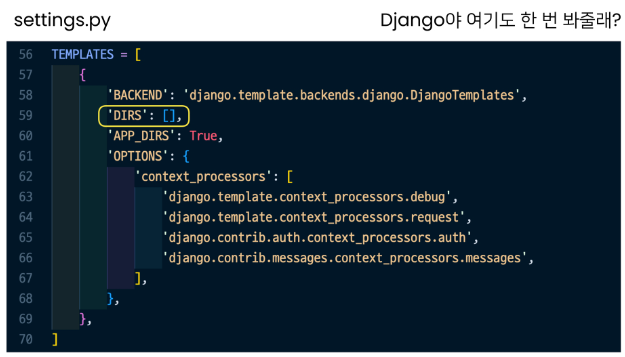 settings.py
Django야 여기도 한 번 봐줄래?
56 TEMPLATES = [
57 {
58 'BACKEND': 'django.template.backends.django.DjangoTemplates',
59 'DIRS': [],
60 'APP_DIRS': True,
61 'OPTIONS': {
62 'context_processors': [
63 'django.template.context_processors.debug',
64 'django.template.context_processors.request',
65 'django.contrib.auth.context_processors.auth',
66 'django.contrib.messages.context_processors.messages',
67 ],
68 },
69 },
70 ]